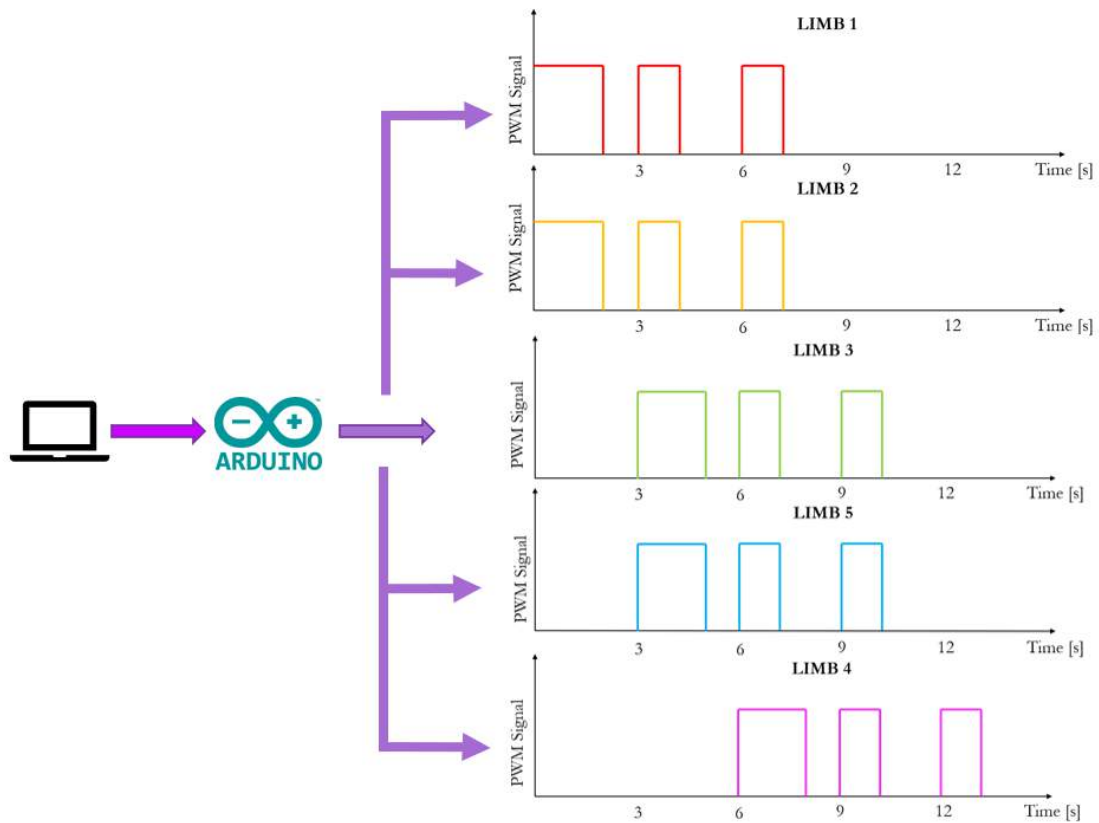 LIMB 1
PWM Signal
3 6 9 12 Time [s]
LIMB 2
PWM Signal
3 6 9 12 Time [s]
LIMB 3
PWM Signal
3 6 9 12 Time [s]
ARDUINO
LIMB 5
PWM Signal
3 6 9 12 Time [s]
LIMB 4
PWM Signal
3 6 9 12 Time [s]